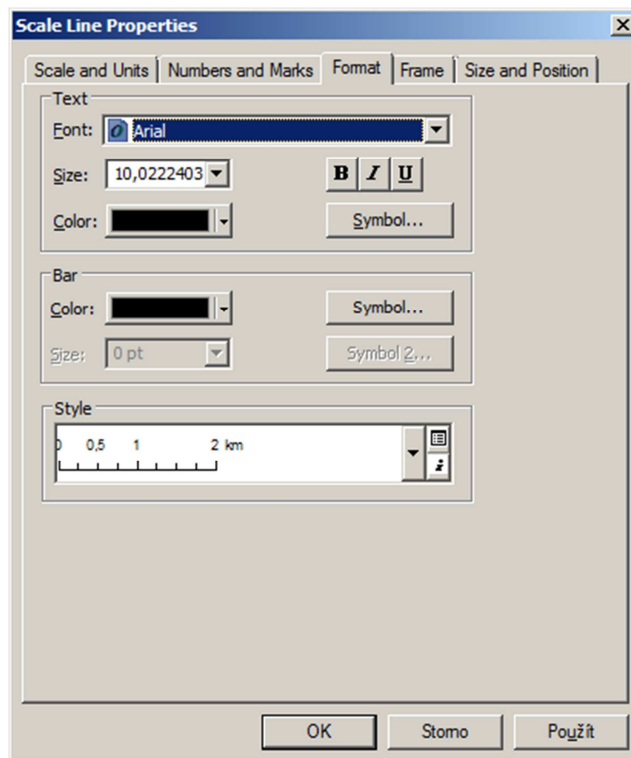 Scale Line Properties
Scale and Units Numbers and Marks Format Frame Size and Position
Text
Font: Arial
Size: 10,0222403 B I U
Color: Symbol...
Bar
Color: Symbol...
Size: 0 pt Symbol 2...
Style
0 0,5 1 2 km
OK Storno Použít